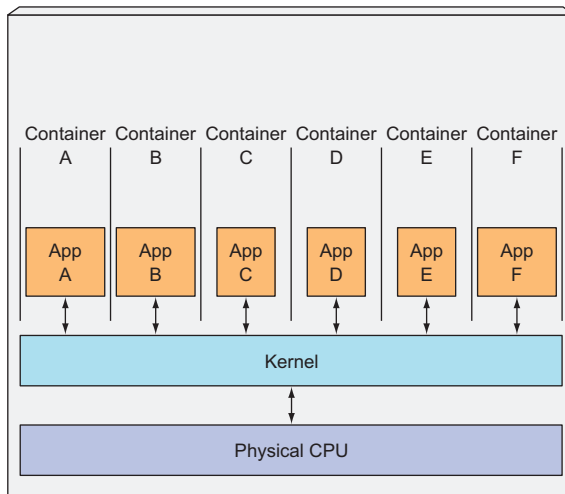 Container Container Container Container Container Container
A B C D E F
App App App App App App
A B C D E F
Kernel
Physical CPU